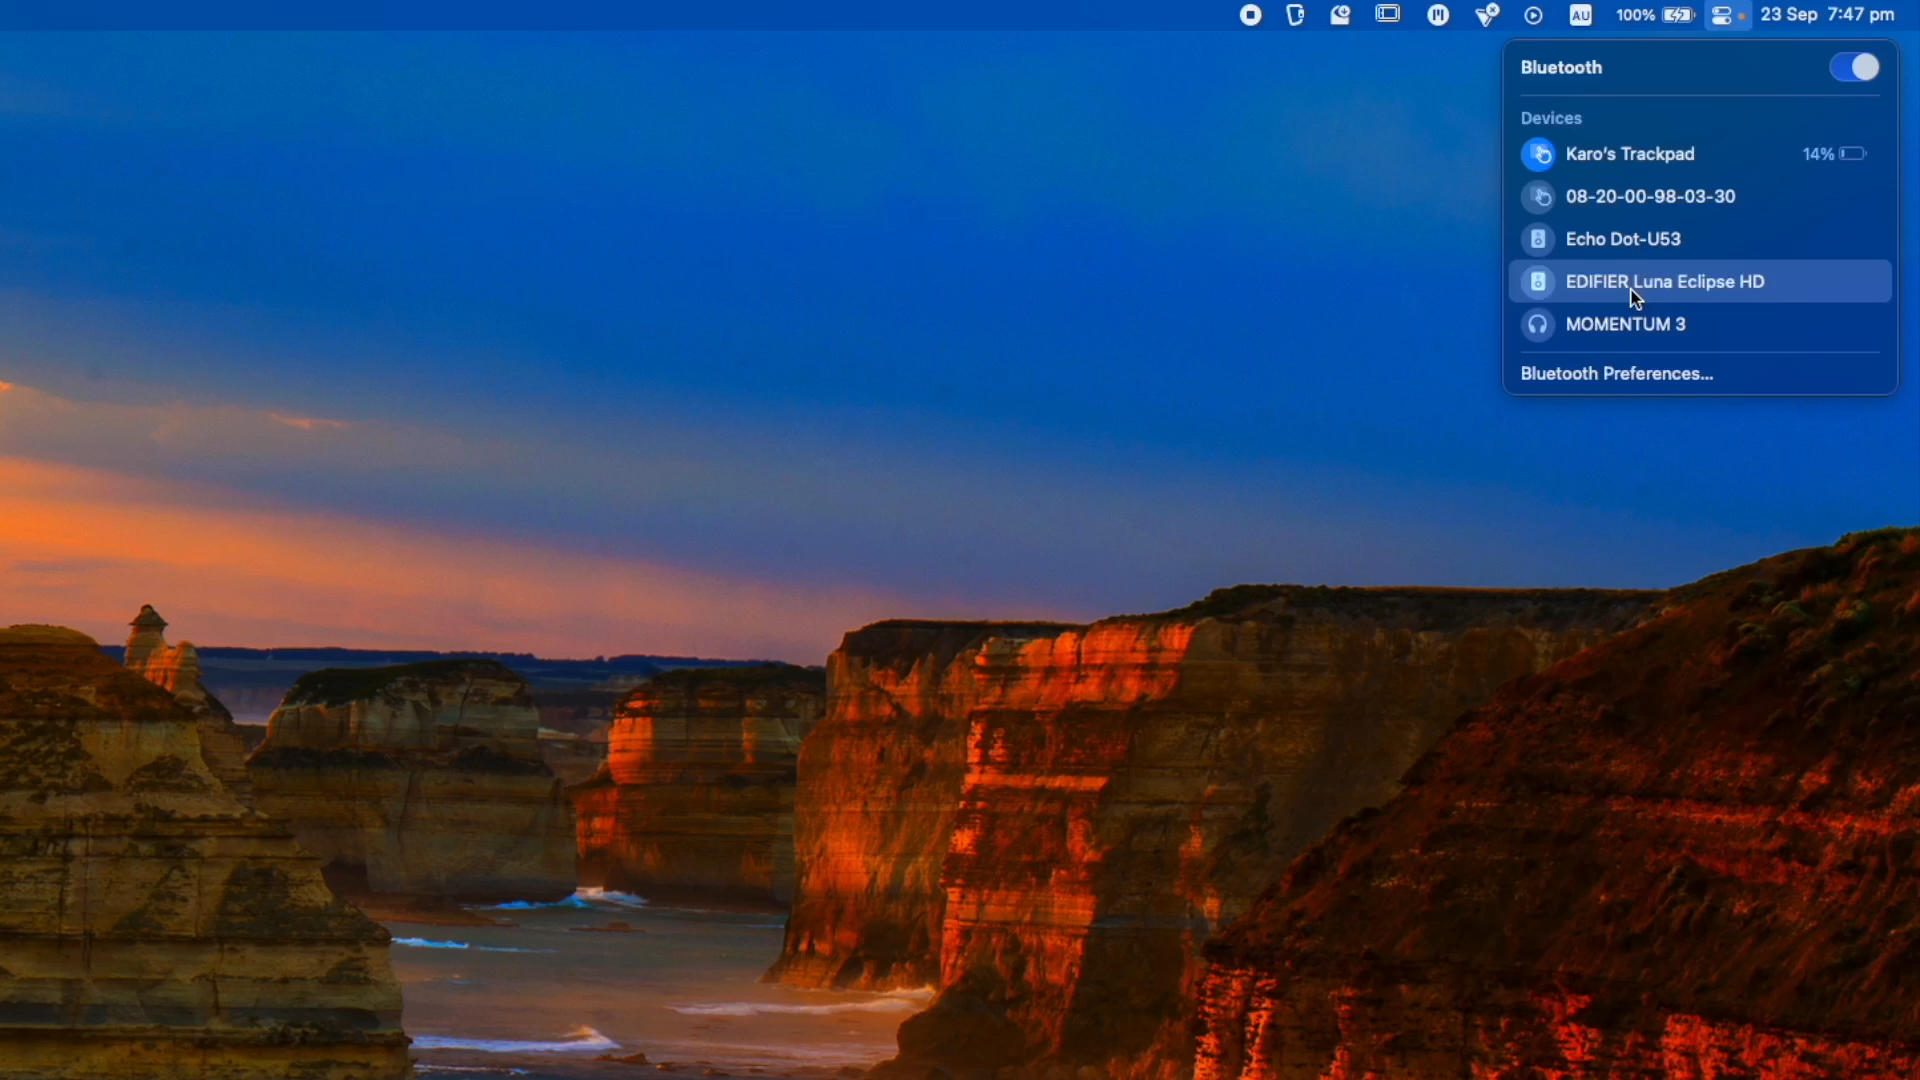 AU 100% 23 Sep 7:47 pm
Bluetooth
Devices
Karo's Trackpad 14%
08-20-00-98-03-30
Echo Dot-U53
EDIFIER Luna Eclipse HD
MOMENTUM 3
Bluetooth Preferences...